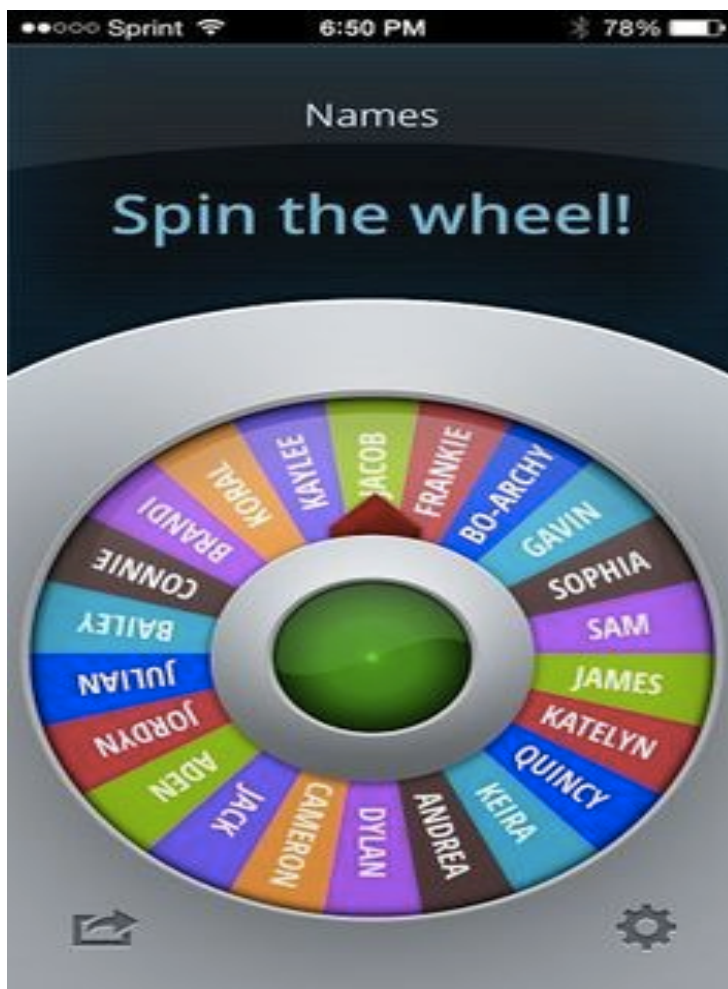 Sprint 6:50 PM 78%
Names
Spin the wheel!
JACOB
FRANKIE
BO-ARCHY
GAVIN
SOPHIA
SAM
JAMES
KATELYN
QUINCY
KEIRA
ANDREA
DYLAN
CAMERON
JACK
ADEN
JORDYN
JULIAN
BAILEY
CONNIE
BRANDI
KORAL
KAYLEE